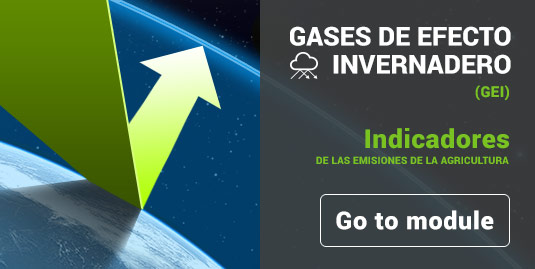 GASES DE EFECTO
INVERNADERO
(GEI)
Indicadores
DE LAS EMISIONES DE LA AGRICULTURA
Go to module